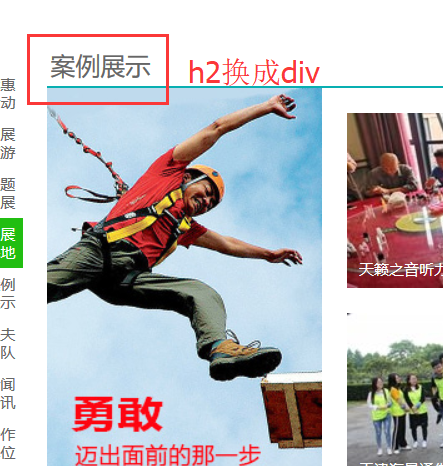 案例展示
h2换成div
惠
动
展
游
题
展
展
地
例
示
夫
队
闻
讯
作
位
天籁之音听力
勇敢
迈出面前的那一步